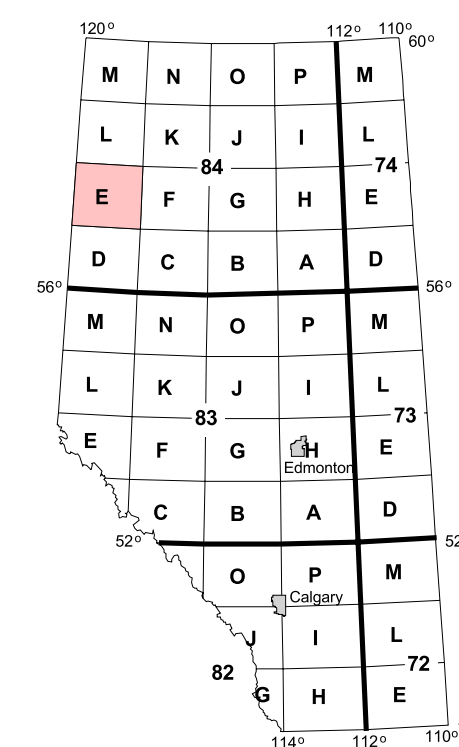 120° 112° 110°
60°
M N O P M
L K J I L
84 74
E F G H E
D C B A D
56° 56°
M N O P M
L K J I L
83 73
E F G H E
Edmonton
C B A D
52° 52
O P M
Calgary
J I L
82 72
G H E
114° 112° 110°